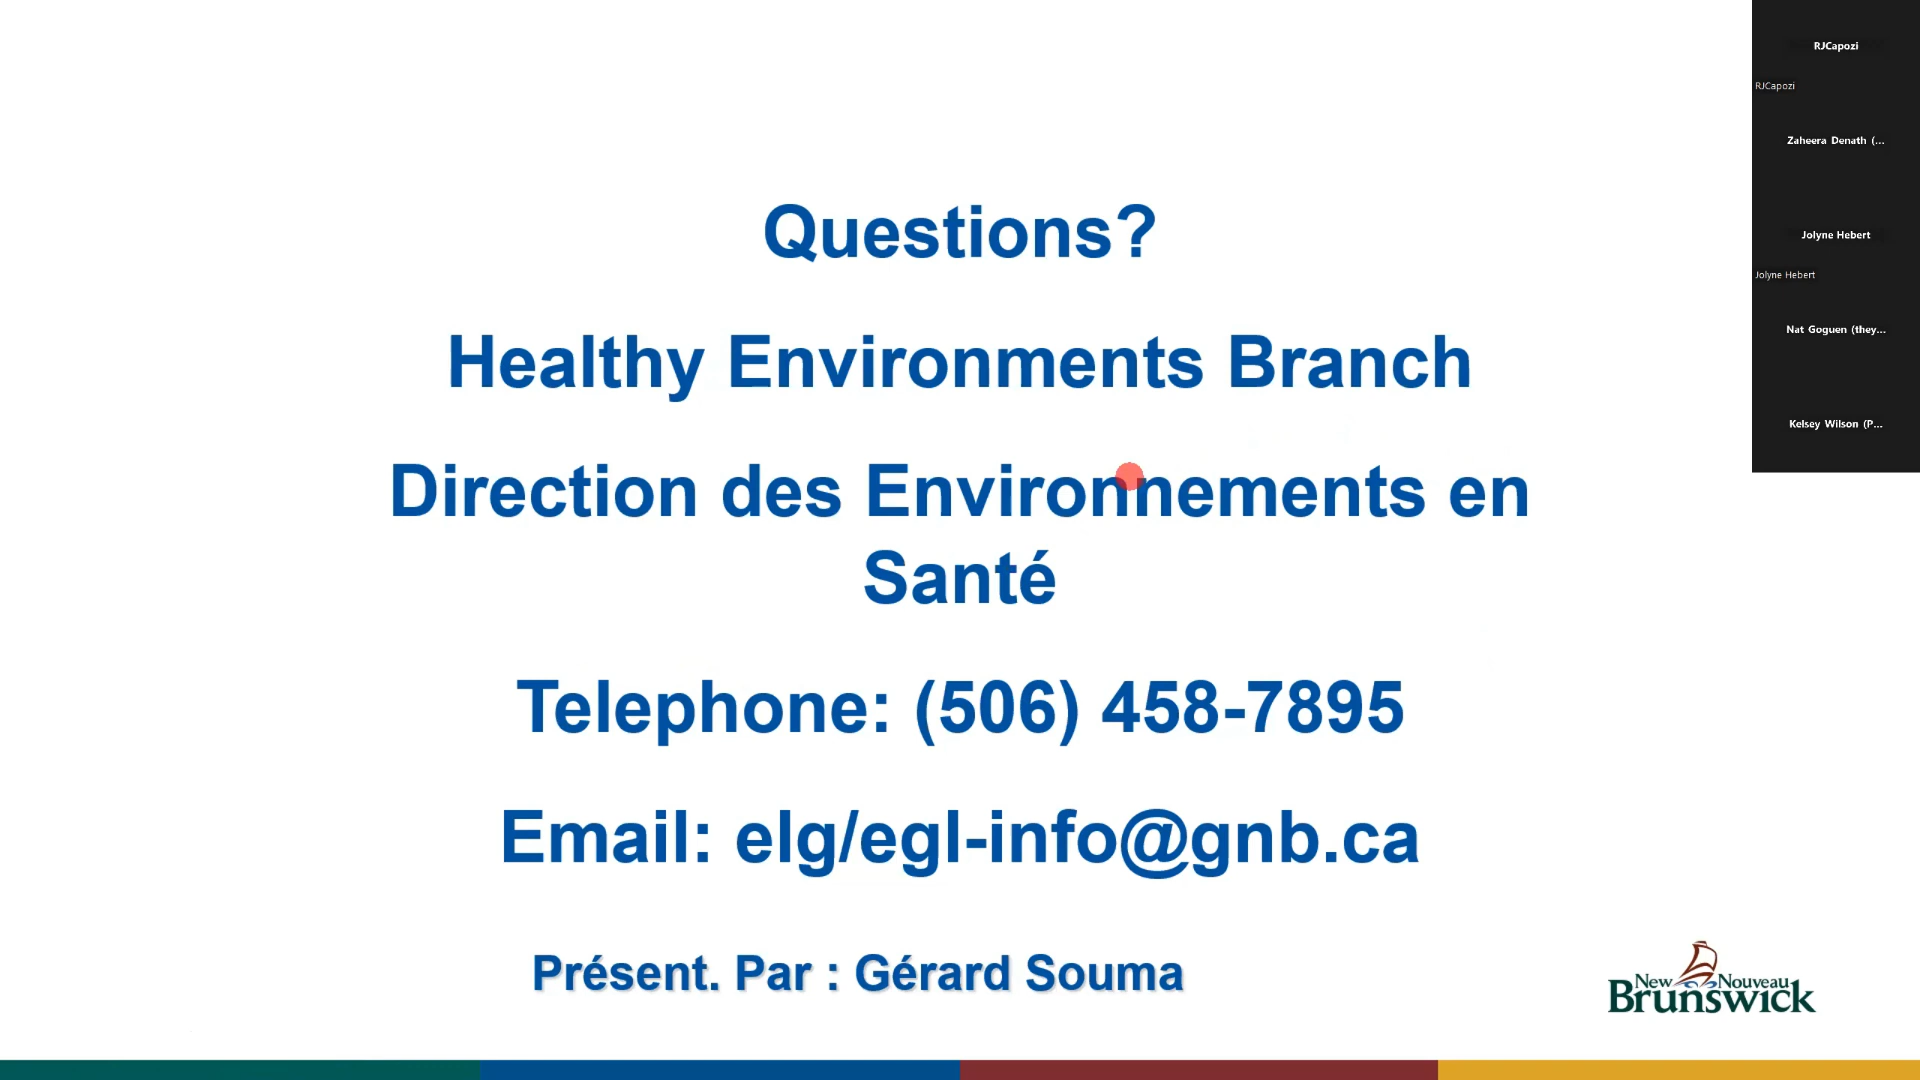 Questions?
Healthy Environments Branch
Direction des Environnements en
Santé
Telephone: (506) 458-7895
Email: elg/egl-info@gnb.ca
Présent. Par : Gérard Souma
New Nouveau
Brunswick
RJCapozi
RJCapozi
Zaheera Denath (...
Jolyne Hebert
Jolyne Hebert
Nat Goguen (they...
Kelsey Wilson (P...